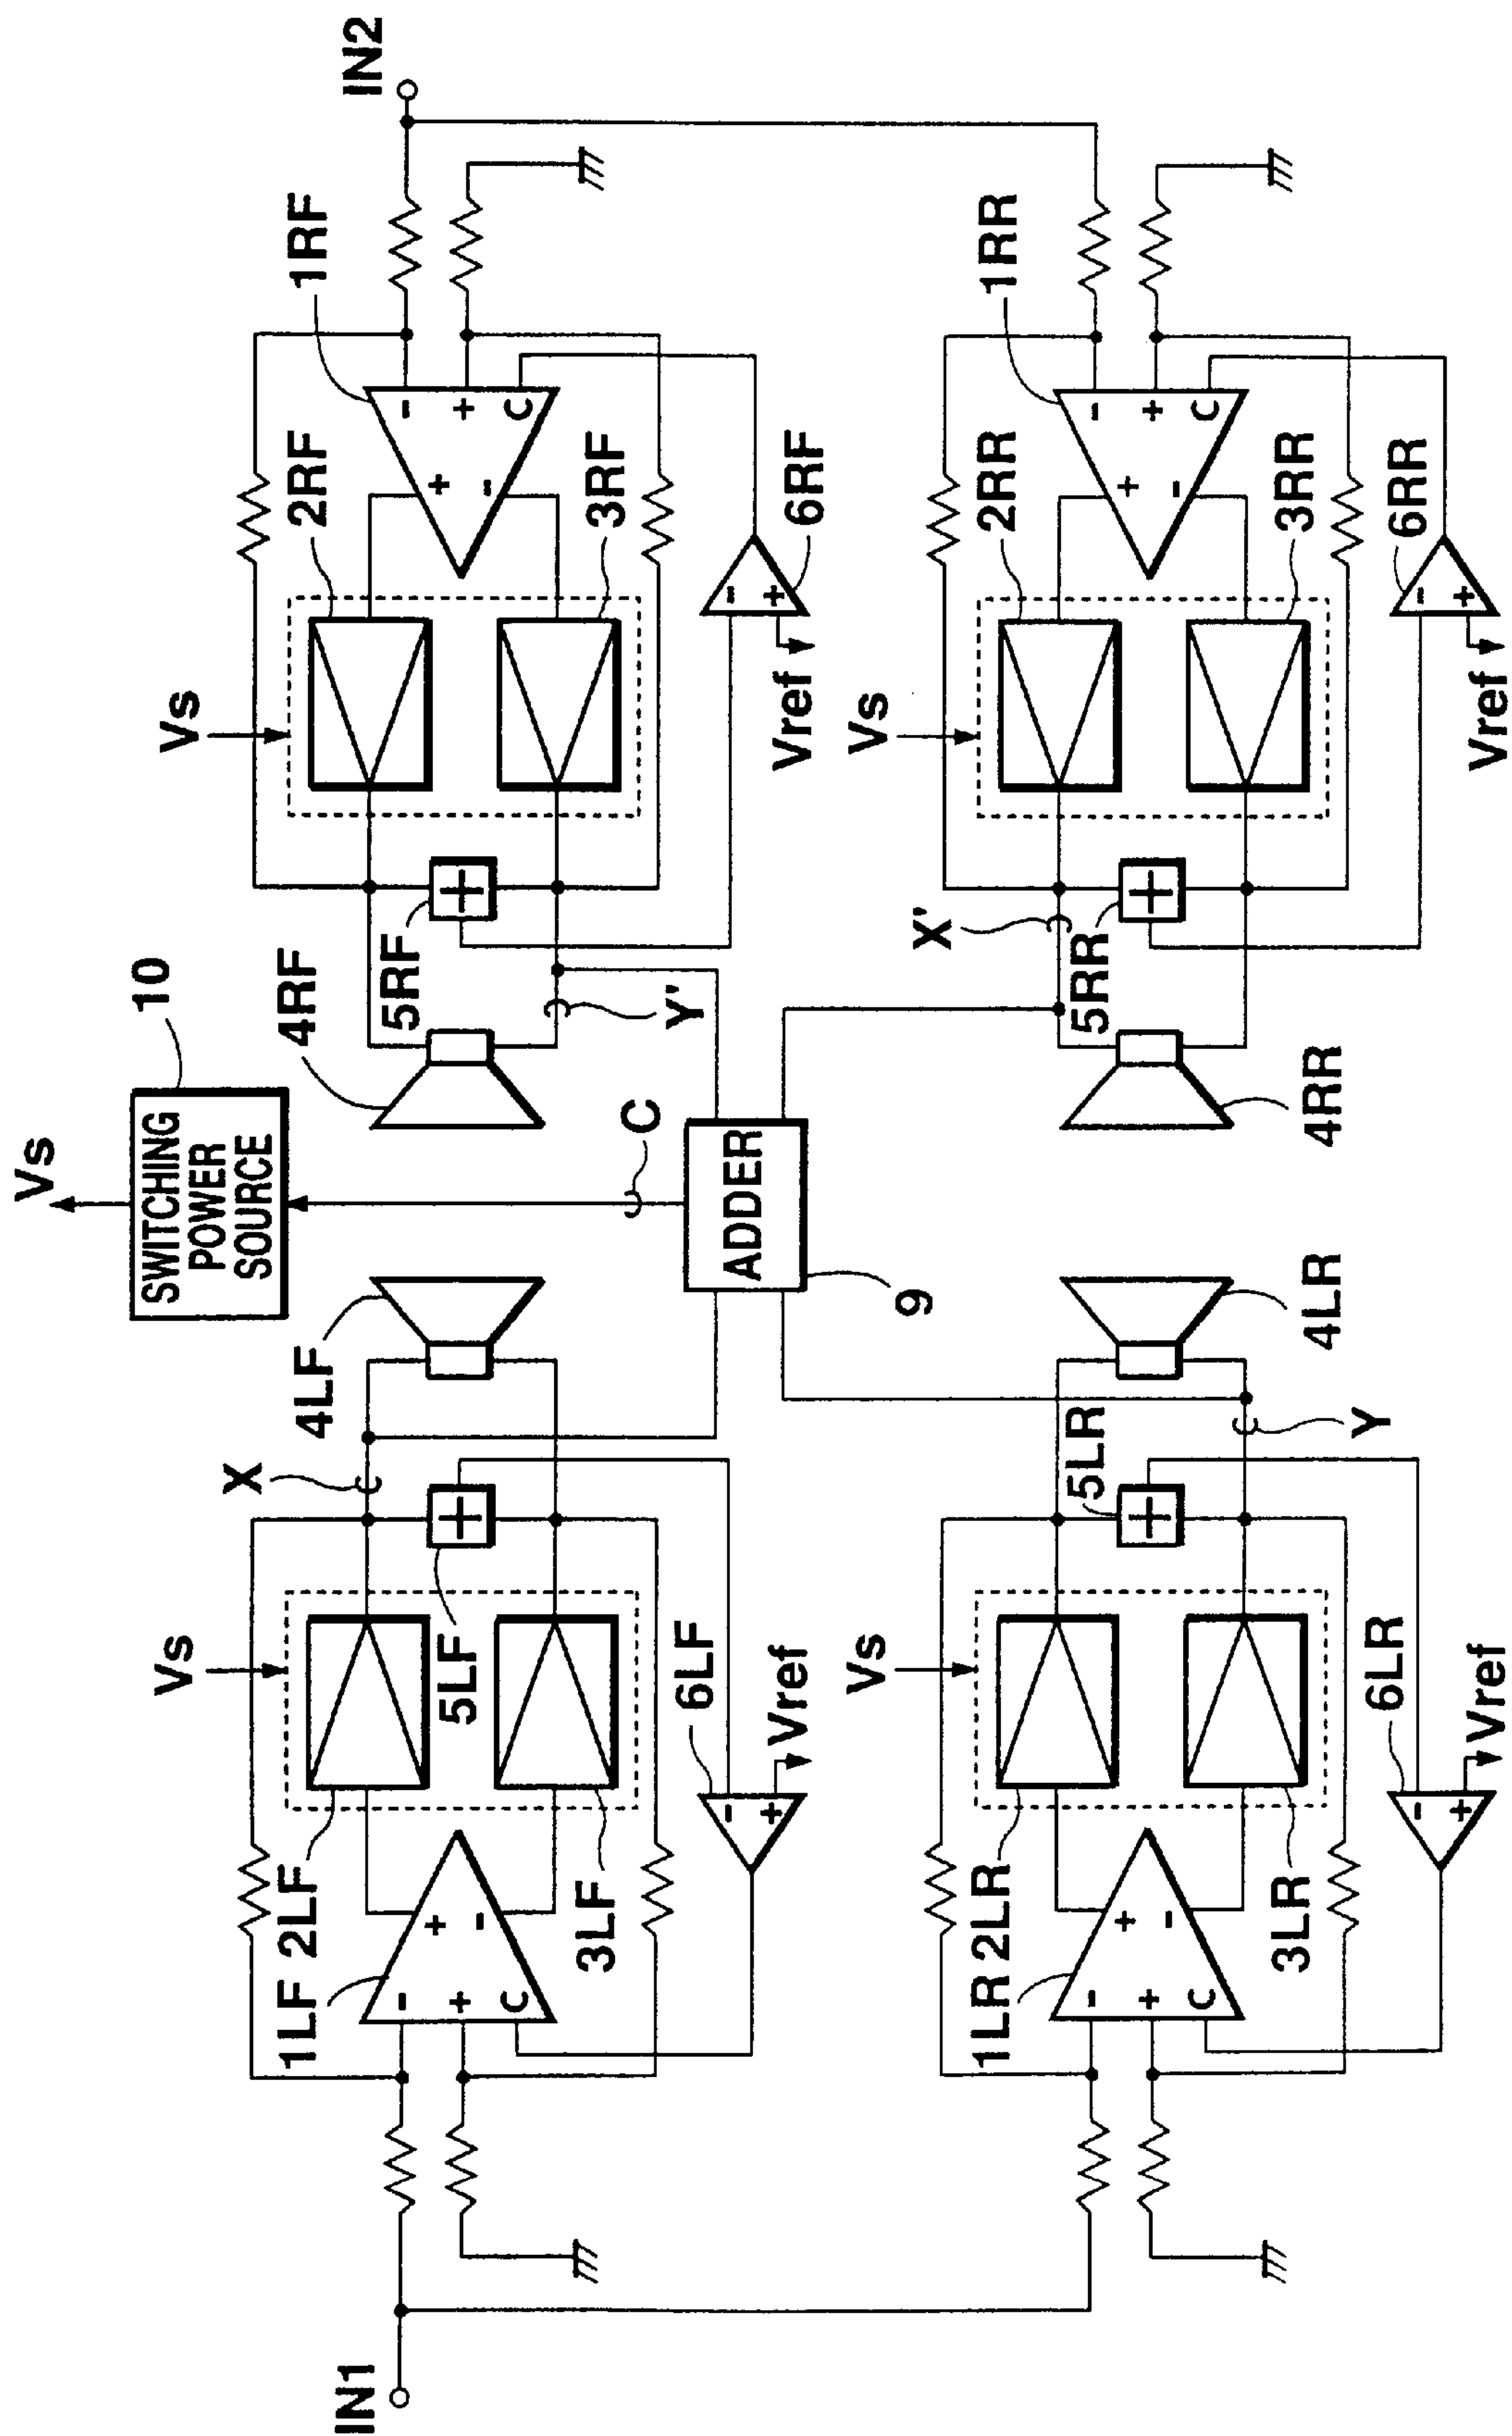 Vs
10
SWITCHING
POWER
SOURCE
Vs
Vs
X
4LF
4RF
Y'
C
1LF
2LF
5LF
5RF
2RF
1RF
IN1
IN2
-
+
C
+
-
+
+
+
-
-
+
C
3LF
3RF
6LF
-
+
Vref
ADDER
9
-
+
6RF
Vref
Vs
Vs
X'
1LR
2LR
5LR
5RR
2RR
1RR
-
+
C
+
-
+
+
+
-
-
+
C
3LR
Y
4LR
4RR
3RR
6LR
-
+
Vref
-
+
6RR
Vref